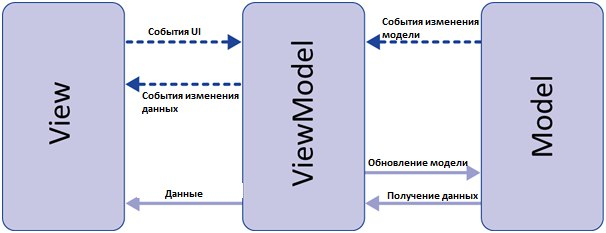 View
События UI
События изменения
данных
Данные
ViewModel
События изменения
модели
Обновление модели
Получение данных
Model